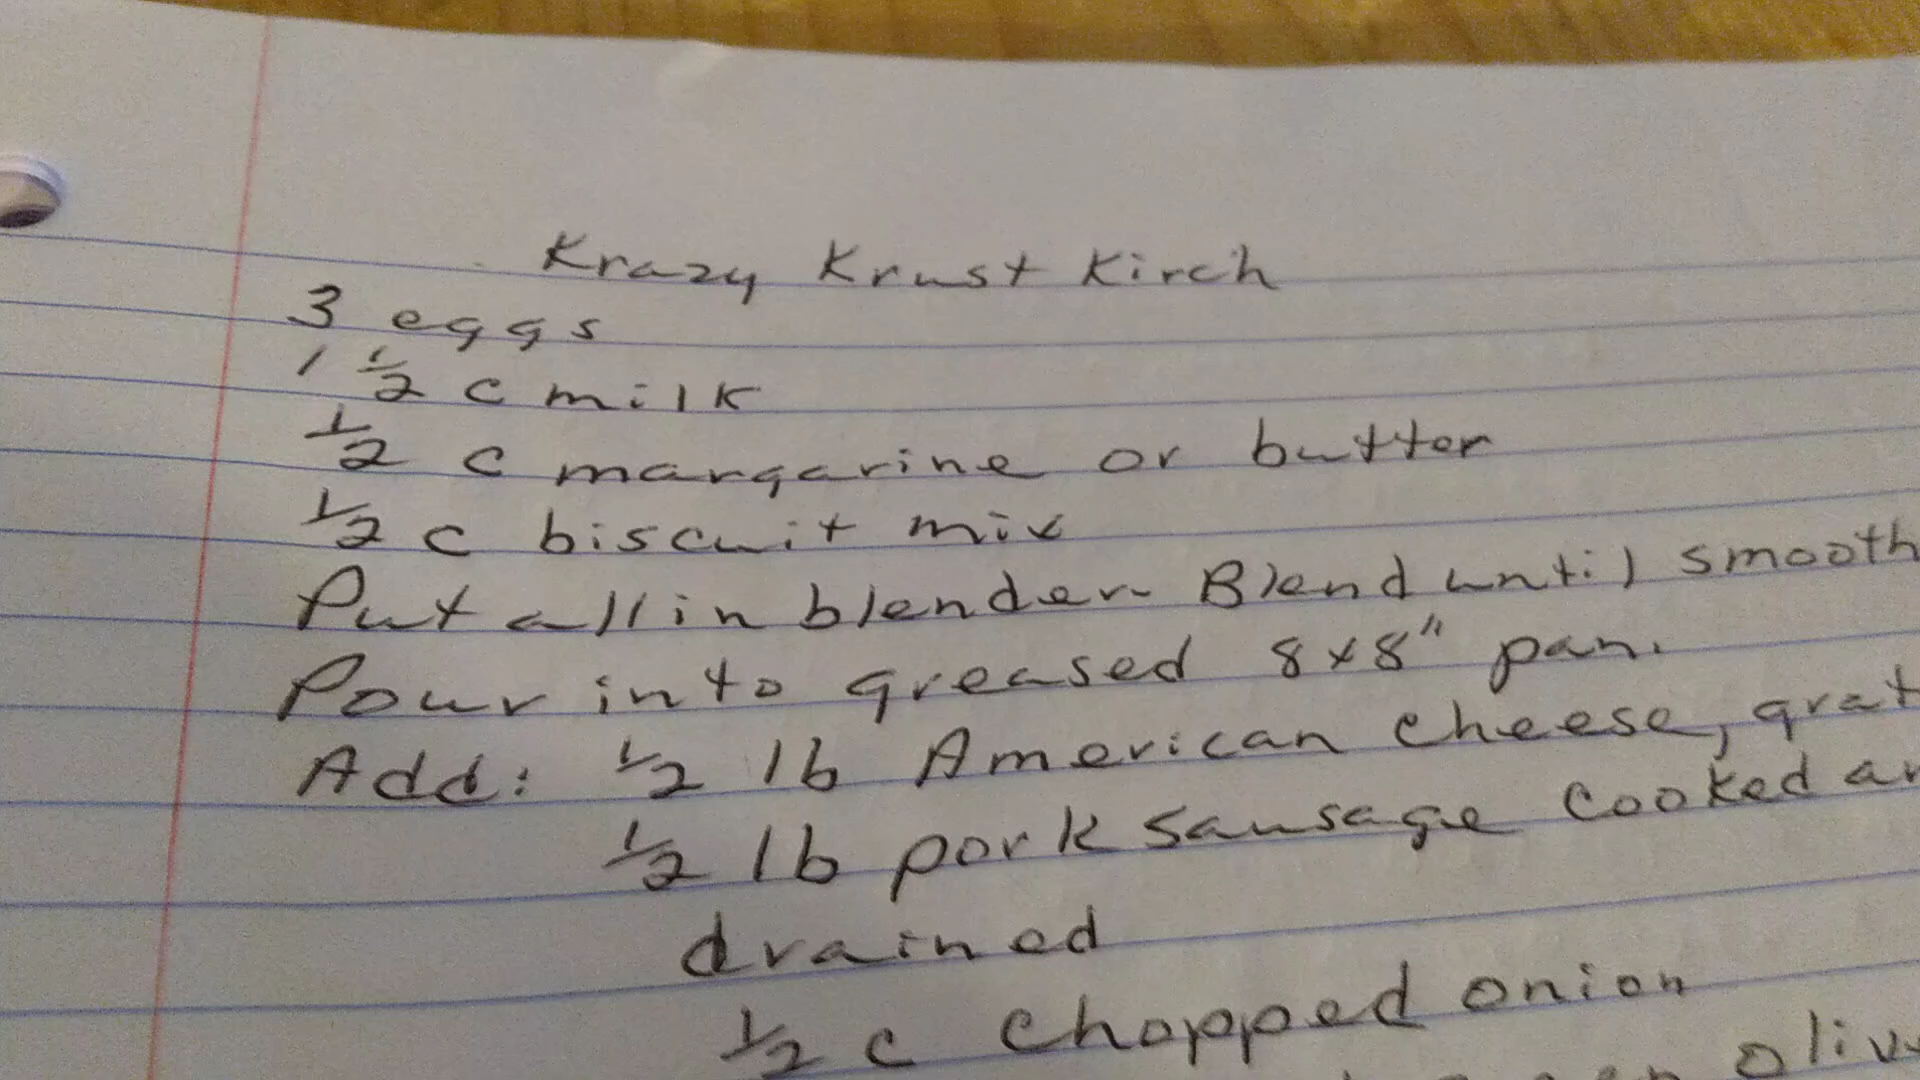 Krazy Krust Kirch
3 eggs
1 1/2 c milk
1/2 c margarine or butter
1/2 c biscuit mix
Put all in blender. Blend until smooth
Pour into greased 8x8" pan.
Add: 1/2 lb American cheese, grat
1/2 lb pork sausage cooked an
drained
1/2 c chopped onion